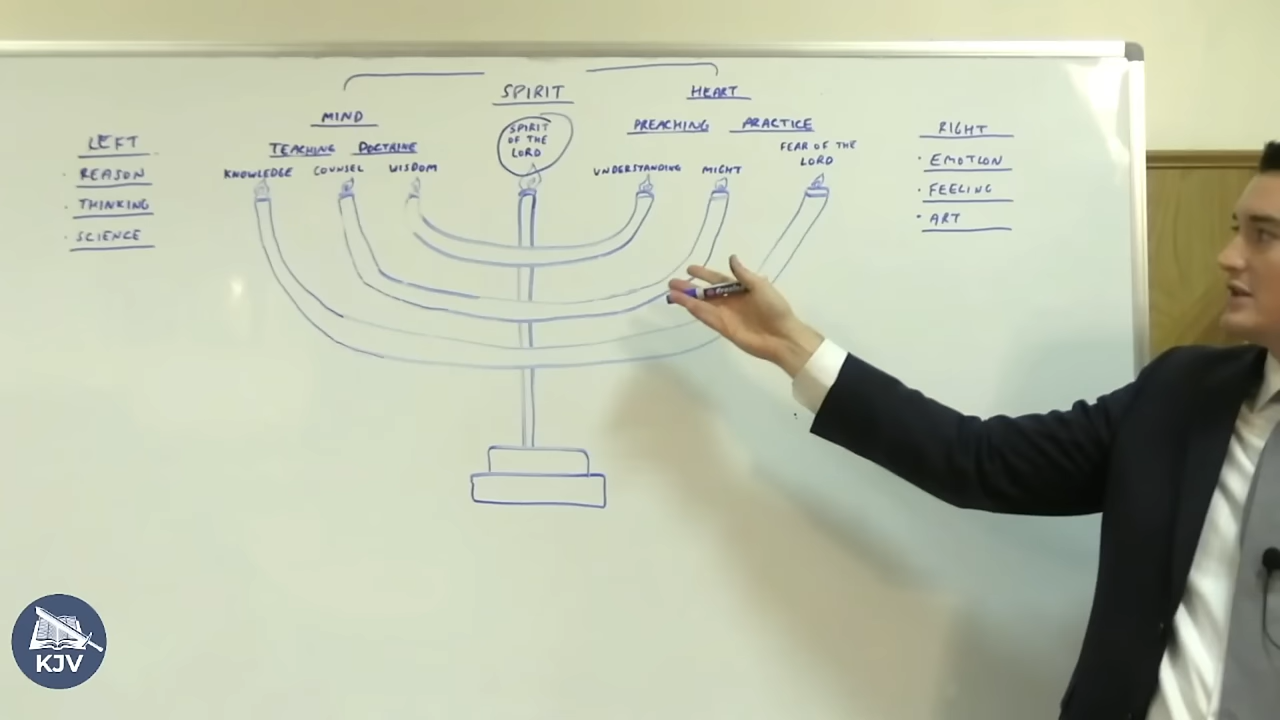 SPIRIT
HEART
MIND
PREACHING PRACTICE
LEFT
RIGHT
TEACHING DOCTRINE
SPIRIT
OF THE
LORD
FEAR OF THE
LORD
KNOWLEDGE COUNSEL WISDOM
UNDERSTANDING MIGHT
· REASON
· THINKING
· SCIENCE
· EMOTION
· FEELING
· ART
KJV